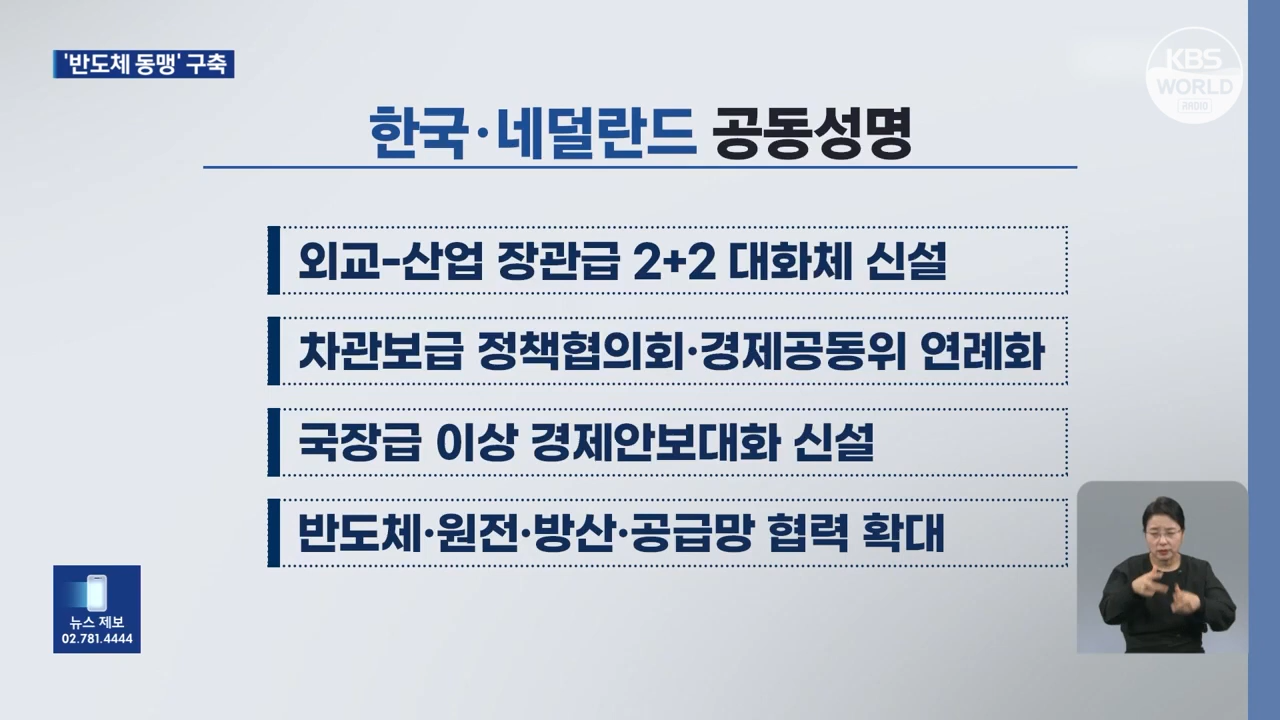 '반도체 동맹' 구축
KBS
WORLD
RADIO
한국·네덜란드 공동성명
외교-산업 장관급 2+2 대화체 신설
차관보급 정책협의회·경제공동위 연례화
국장급 이상 경제안보대화 신설
반도체·원전·방산·공급망 협력 확대
뉴스 제보
02.781.4444